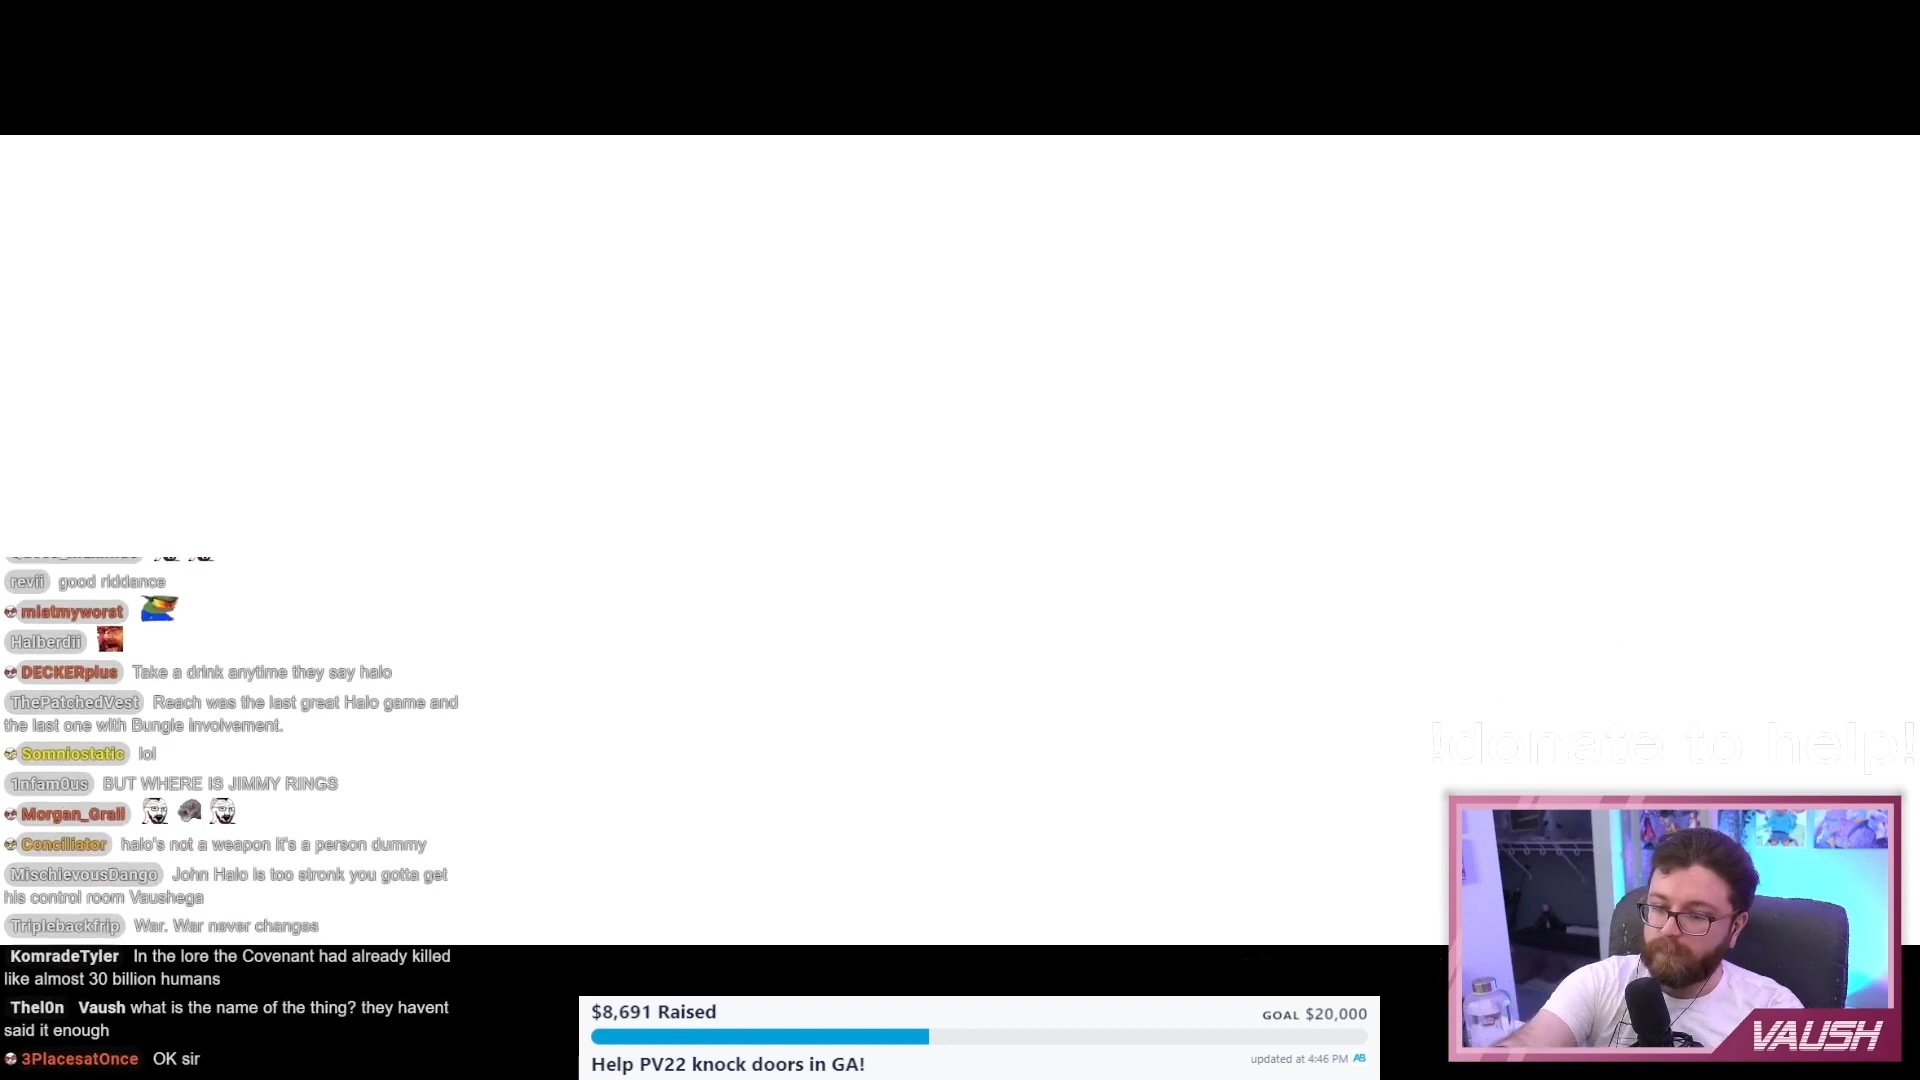 revii good riddance
mlatmyworst
Halberdii
DECKERplus Take a drink anytime they say halo
ThePatchedVest Reach was the last great Halo game and
the last one with Bungie involvement.
Somniostatic lol
1nfam0us BUT WHERE IS JIMMY RINGS
Morgan_Grail
Conciliator halo's not a weapon it's a person dummy
MischievousDango John Halo is too stronk you gotta get
his control room Vaushega
Triplebackfrip War. War never changes
KomradeTyler In the lore the Covenant had already killed
like almost 30 billion humans
Thel0n Vaush what is the name of the thing? they havent
said it enough
3PlacesatOnce OK sir
!donate to help!
$8,691 Raised GOAL $20,000
Help PV22 knock doors in GA! updated at 4:46 PM AB
VAUSH